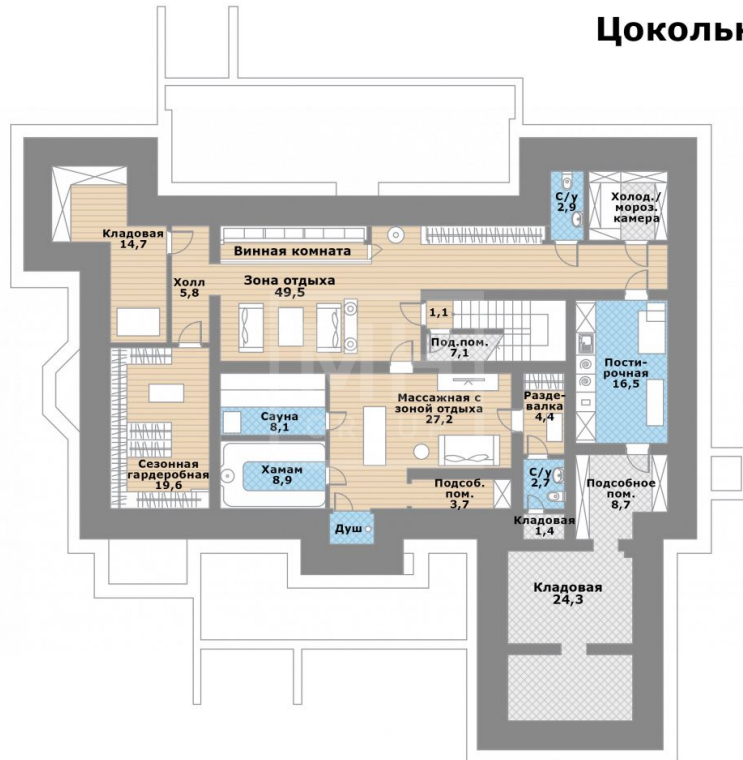 Цокольн
С/у
2,9
Холод./
мороз.
камера
Кладовая
14,7
Винная комната
Холл
5,8
Зона отдыха
49,5
1,1
Под.пом.
7,1
Пости-
рочная
16,5
Массажная с
зоной отдыха
27,2
Разде-
валка
4,4
Сауна
8,1
Сезонная
гардеробная
19,6
Хамам
8,9
Подсоб.
пом.
3,7
С/у
2,7
Подсобное
пом.
8,7
Душ
Кладовая
1,4
Кладовая
24,3